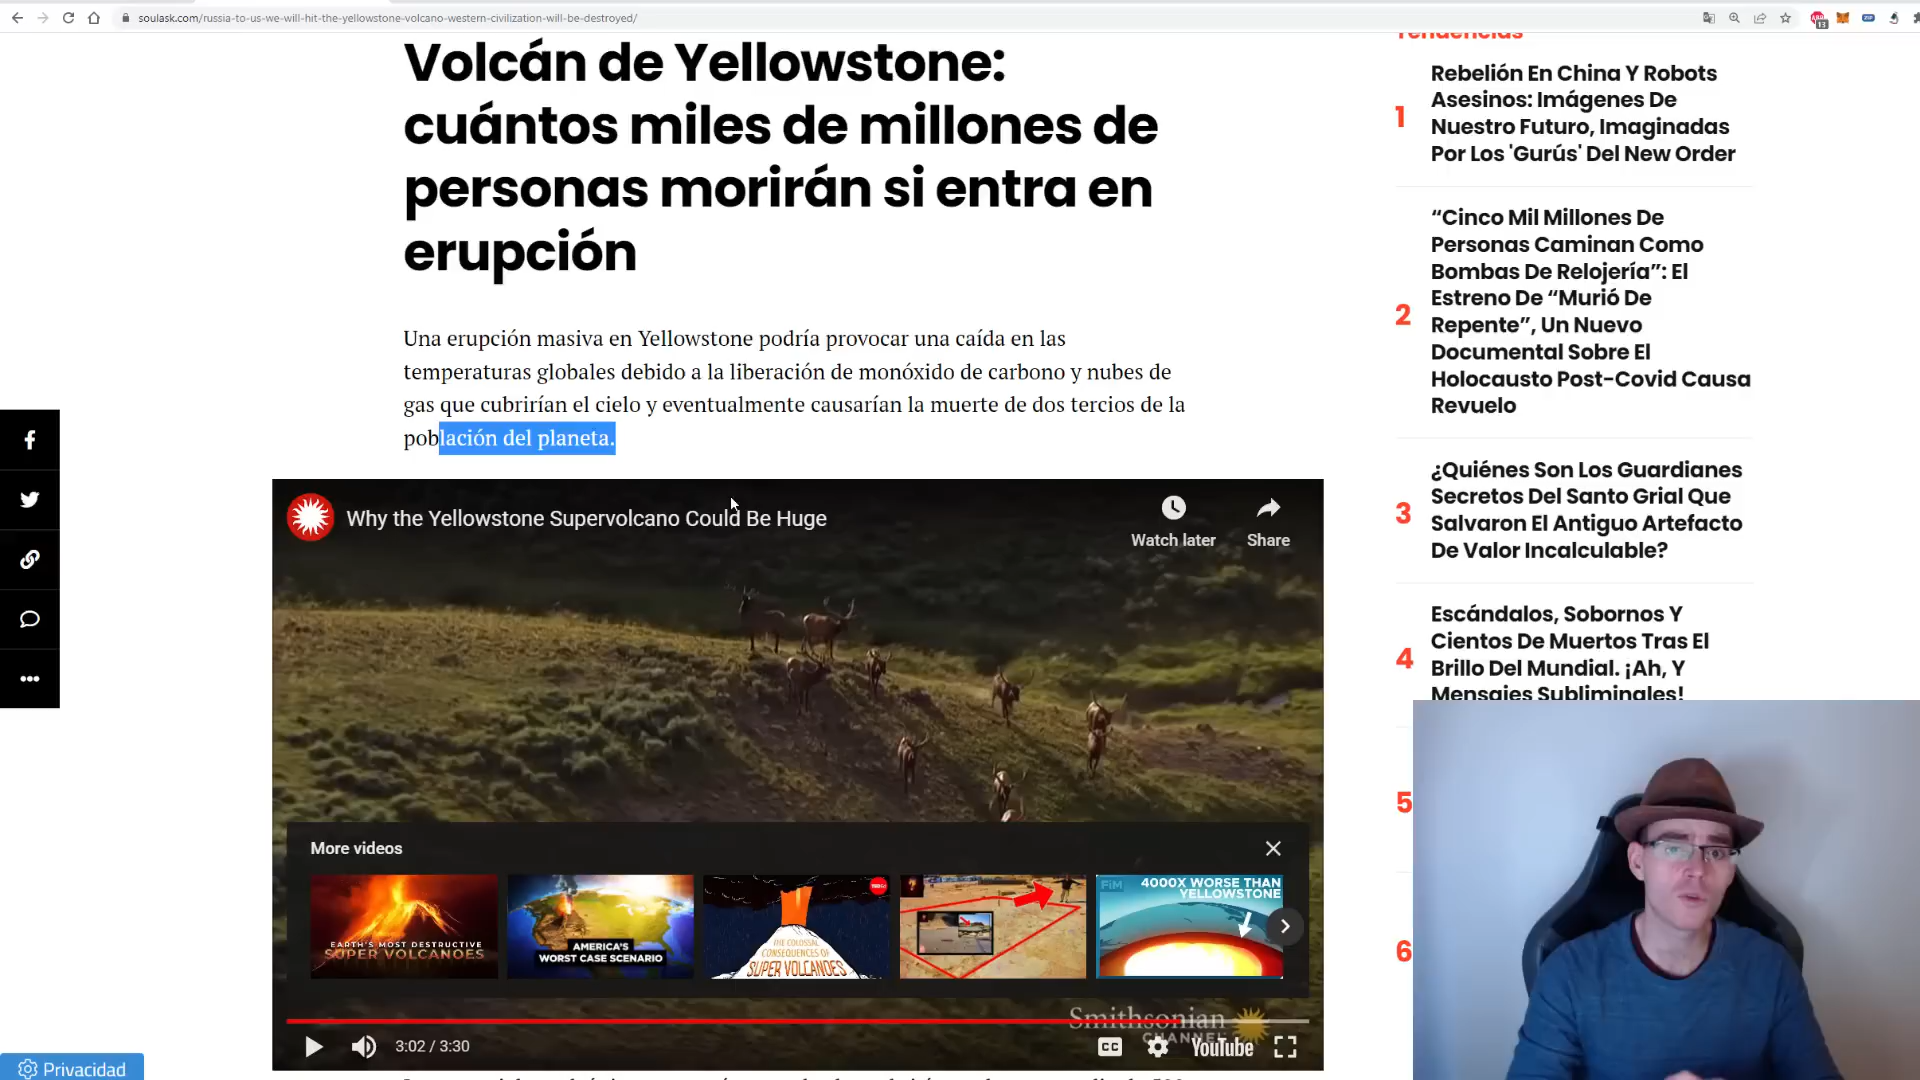 soulask.com/russia-to-us-we-will-hit-the-yellowstone-volcano-western-civilization-will-be-destroyed/
Volcán de Yellowstone:
cuántos miles de millones de
personas morirán si entra en
erupción
Una erupción masiva en Yellowstone podría provocar una caída en las
temperaturas globales debido a la liberación de monóxido de carbono y nubes de
gas que cubrirían el cielo y eventualmente causarían la muerte de dos tercios de la
población del planeta.
Why the Yellowstone Supervolcano Could Be Huge
Watch later
Share
More videos
EARTH'S MOST DESTRUCTIVE
SUPER VOLCANOES
AMERICA'S
WORST CASE SCENARIO
THE COLOSSAL
CONSEQUENCES OF
SUPER VOLCANOES
FiM
4000X WORSE THAN
YELLOWSTONE
Smithsonian
CHANNEL
3:02 / 3:30
CC
YouTube
Privacidad
Tendencias
1
Rebelión En China Y Robots
Asesinos: Imágenes De
Nuestro Futuro, Imaginadas
Por Los 'Gurús' Del New Order
2
“Cinco Mil Millones De
Personas Caminan Como
Bombas De Relojería”: El
Estreno De “Murió De
Repente”, Un Nuevo
Documental Sobre El
Holocausto Post-Covid Causa
Revuelo
3
¿Quiénes Son Los Guardianes
Secretos Del Santo Grial Que
Salvaron El Antiguo Artefacto
De Valor Incalculable?
4
Escándalos, Sobornos Y
Cientos De Muertos Tras El
Brillo Del Mundial. ¡Ah, Y
Mensajes Subliminales!
5
6
13